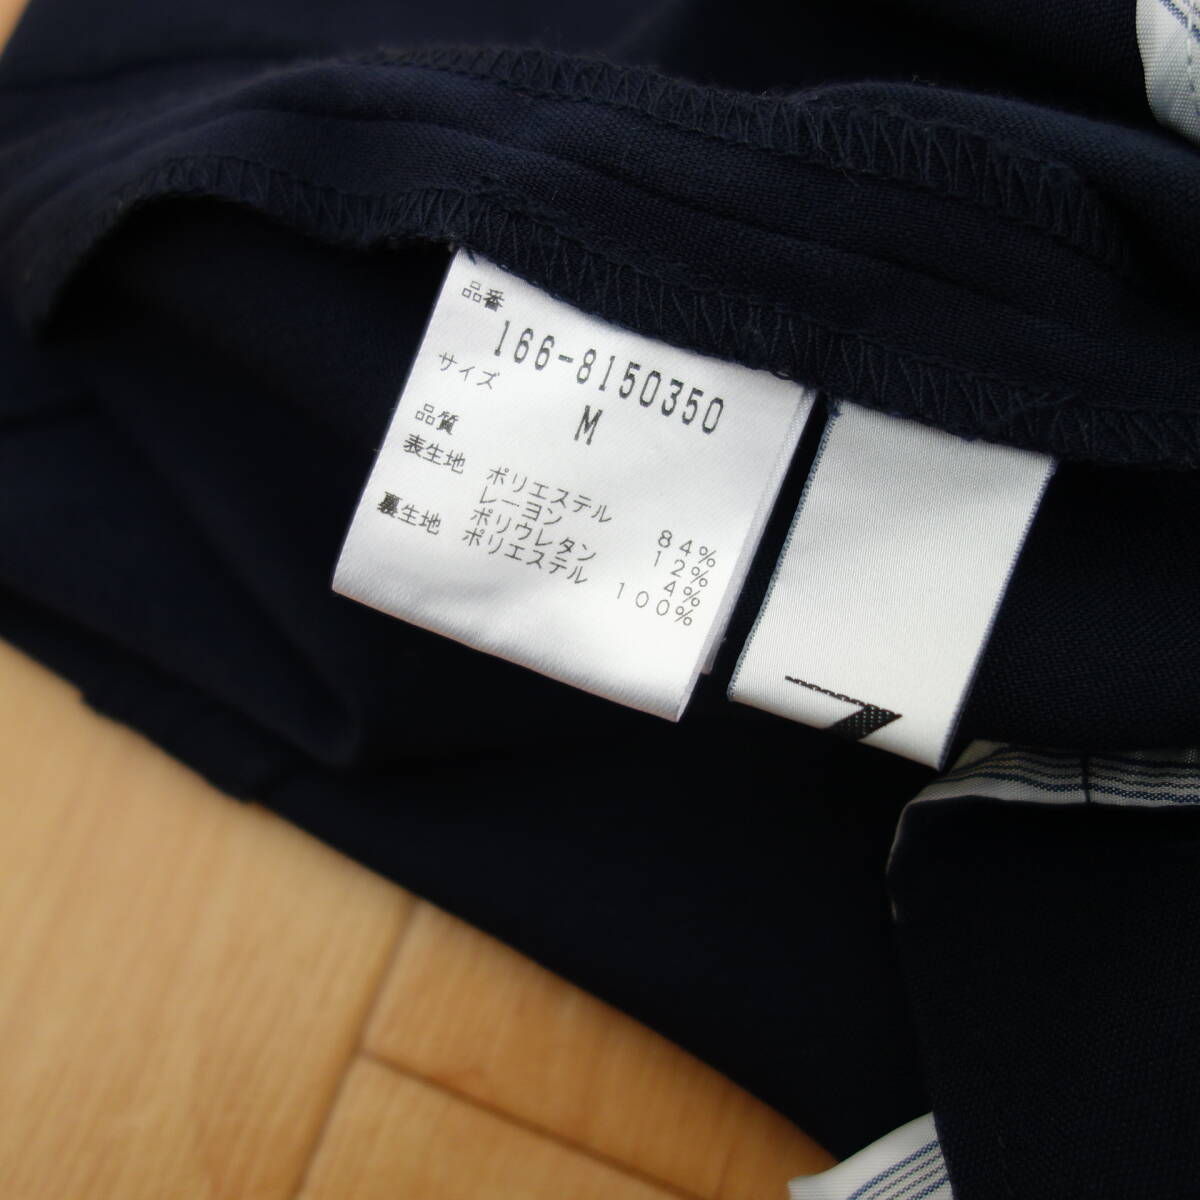 品番
166-8150350
サイズ
M
品質
表生地 ポリエステル 84%
レーヨン 12%
ポリウレタン 4%
裏生地 ポリエステル 100%